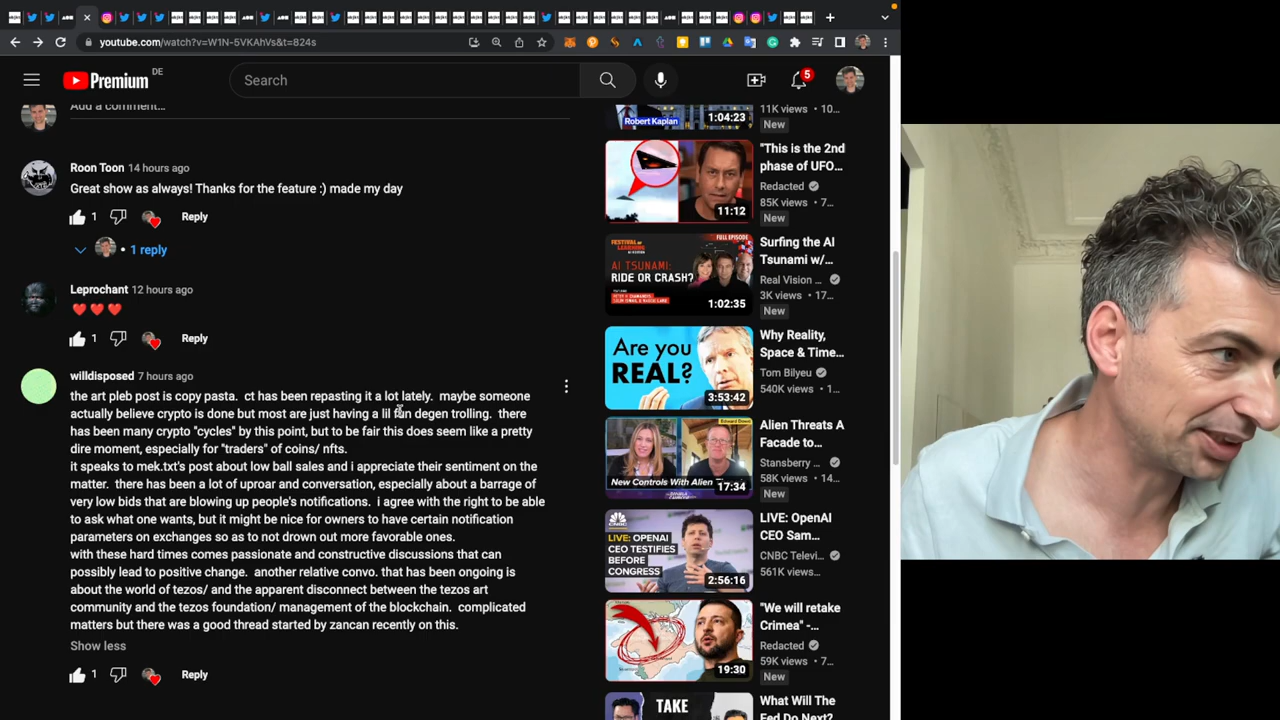 youtube.com/watch?v=W1N-5VKAhVs&t=824s
Premium
DE
Search
5
Add a comment...
Roon Toon 14 hours ago
Great show as always! Thanks for the feature :) made my day
1
Reply
1 reply
Leprochant 12 hours ago
1
Reply
willdisposed 7 hours ago
the art pleb post is copy pasta. ct has been repasting it a lot lately. maybe someone
actually believe crypto is done but most are just having a lil fun degen trolling. there
has been many crypto "cycles" by this point, but to be fair this does seem like a pretty
dire moment, especially for "traders" of coins/ nfts.
it speaks to mek.txt's post about low ball sales and i appreciate their sentiment on the
matter. there has been a lot of uproar and conversation, especially about a barrage of
very low bids that are blowing up people's notifications. i agree with the right to be able
to ask what one wants, but it might be nice for owners to have certain notification
parameters on exchanges so as to not drown out more favorable ones.
with these hard times comes passionate and constructive discussions that can
possibly lead to positive change. another relative convo. that has been ongoing is
about the world of tezos/ and the apparent disconnect between the tezos art
community and the tezos foundation/ management of the blockchain. complicated
matters but there was a good thread started by zancan recently on this.
Show less
1
Reply
Robert Kaplan
1:04:23
11K views • 10...
New
11:12
"This is the 2nd
phase of UFO...
Redacted
85K views • 7...
New
FULL EPISODE
AI TSUNAMI:
RIDE OR CRASH?
1:02:35
Surfing the AI
Tsunami w/...
Real Vision
3K views • 17...
New
Are you
REAL?
3:53:42
Why Reality,
Space & Time...
Tom Bilyeu
540K views •
New Controls With Alien
17:34
Alien Threats A
Facade to...
Stansberry
58K views • 14...
New
CNBC
LIVE: OPENAI
CEO TESTIFIES
BEFORE
CONGRESS
2:56:16
LIVE: OpenAI
CEO Sam...
CNBC Televi...
561K views •
19:30
"We will retake
Crimea" -...
Redacted
59K views • 7...
New
TAKE
What Will The
Fed Do Next?